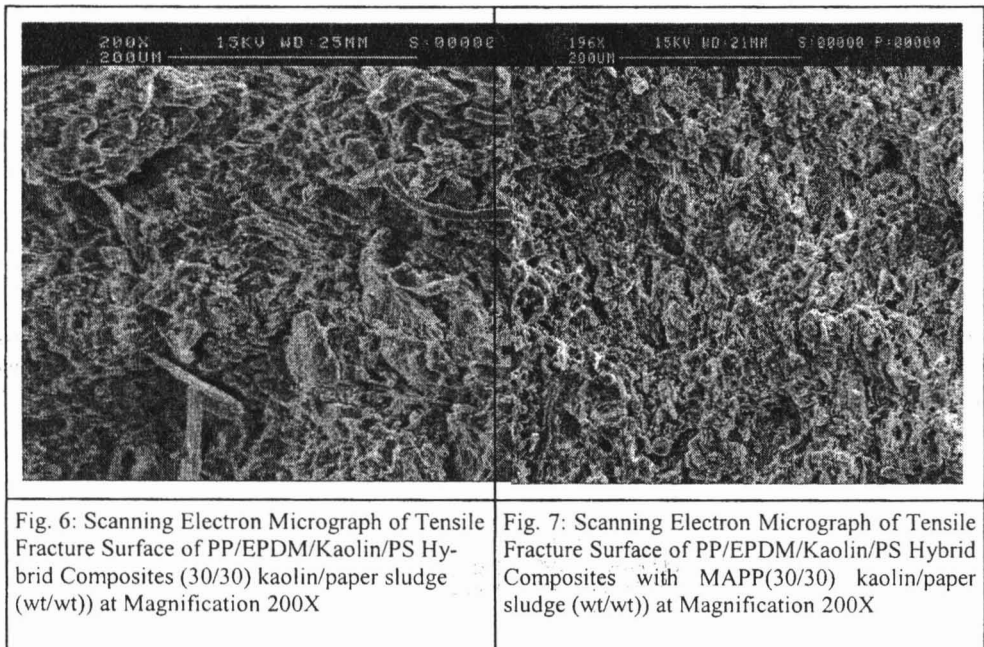 200X 15KV WD:25MM S:00000
200UM
196X 15KV WD:21MM S:00000 P:00000
200UM
Fig. 6: Scanning Electron Micrograph of Tensile
Fracture Surface of PP/EPDM/Kaolin/PS Hy-
brid Composites (30/30) kaolin/paper sludge
(wt/wt)) at Magnification 200X
Fig. 7: Scanning Electron Micrograph of Tensile
Fracture Surface of PP/EPDM/Kaolin/PS Hybrid
Composites with MAPP(30/30) kaolin/paper
sludge (wt/wt)) at Magnification 200X